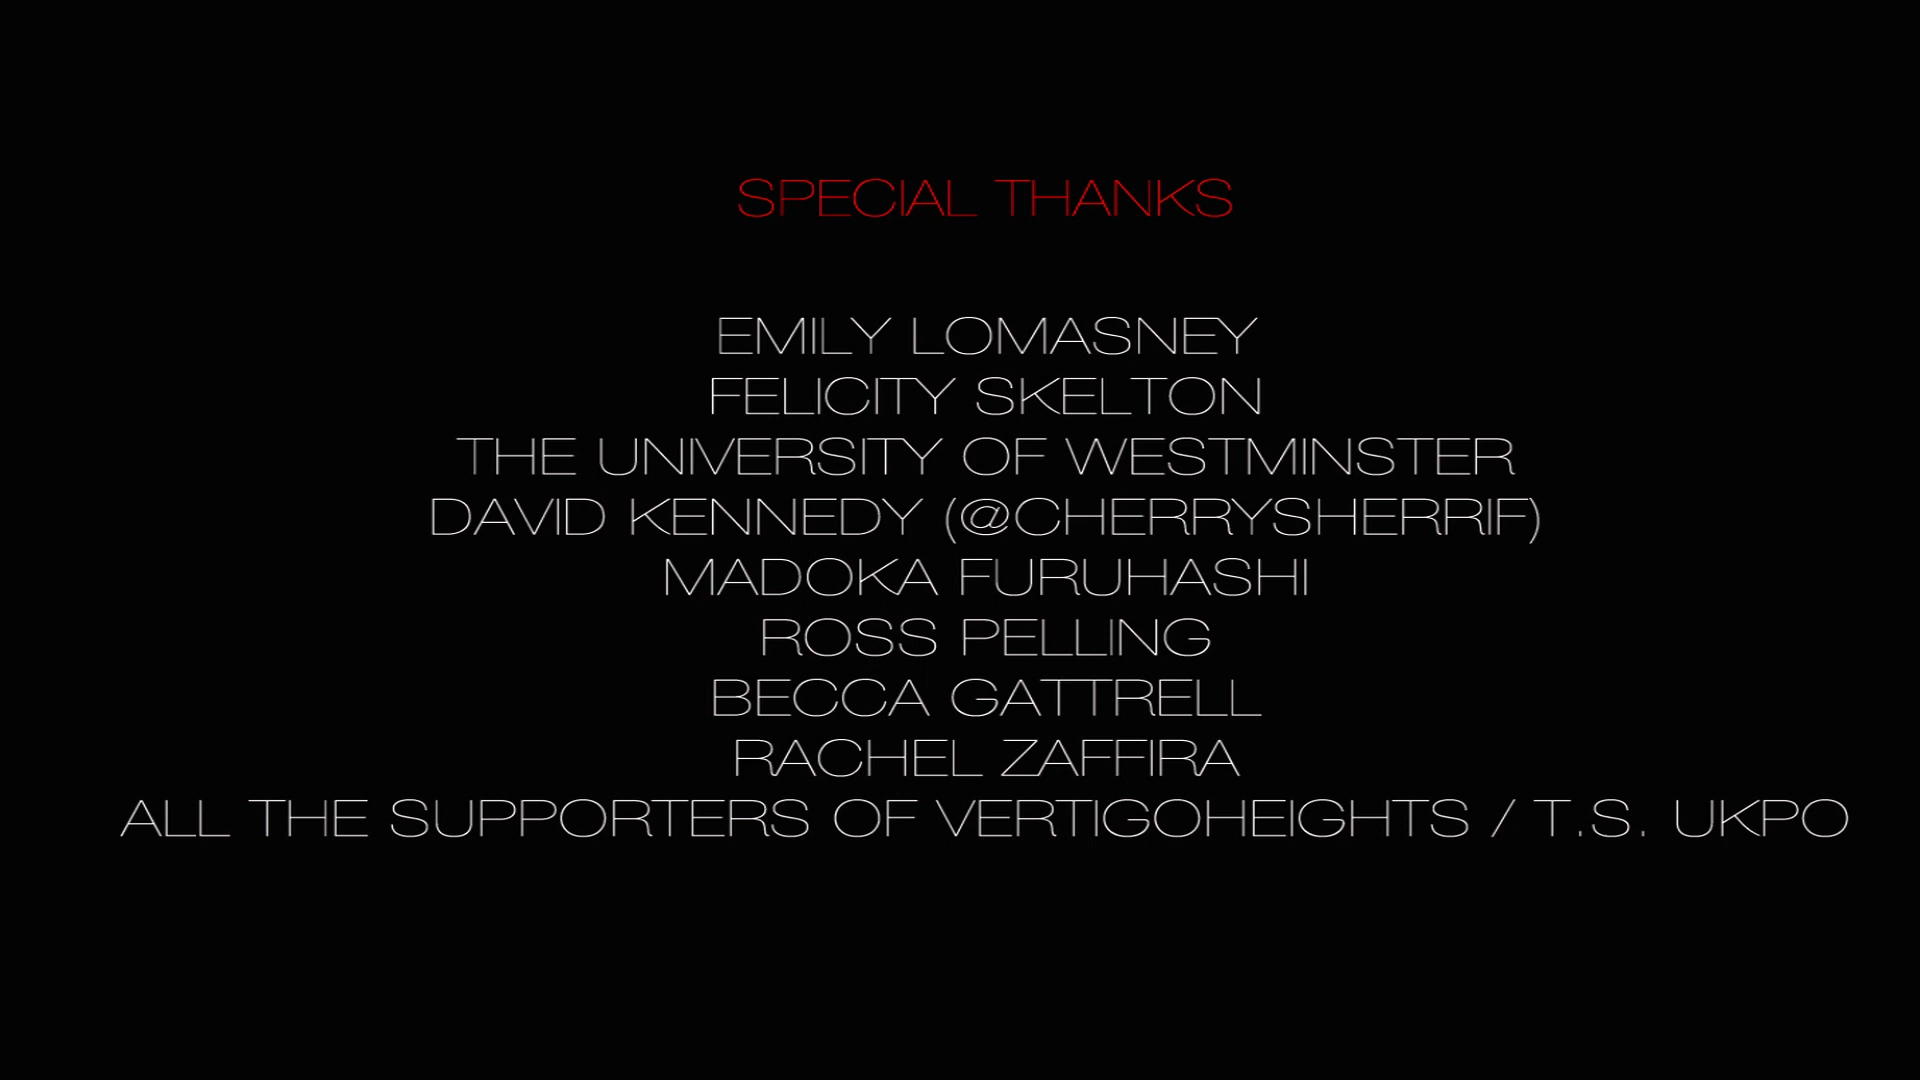 SPECIAL THANKS
EMILY LOMASNEY
FELICITY SKELTON
THE UNIVERSITY OF WESTMINSTER
DAVID KENNEDY (@CHERRYSHERRIF)
MADOKA FURUHASHI
ROSS PELLING
BECCA GATTRELL
RACHEL ZAFFIRA
ALL THE SUPPORTERS OF VERTIGOHEIGHTS / T.S. UKPO